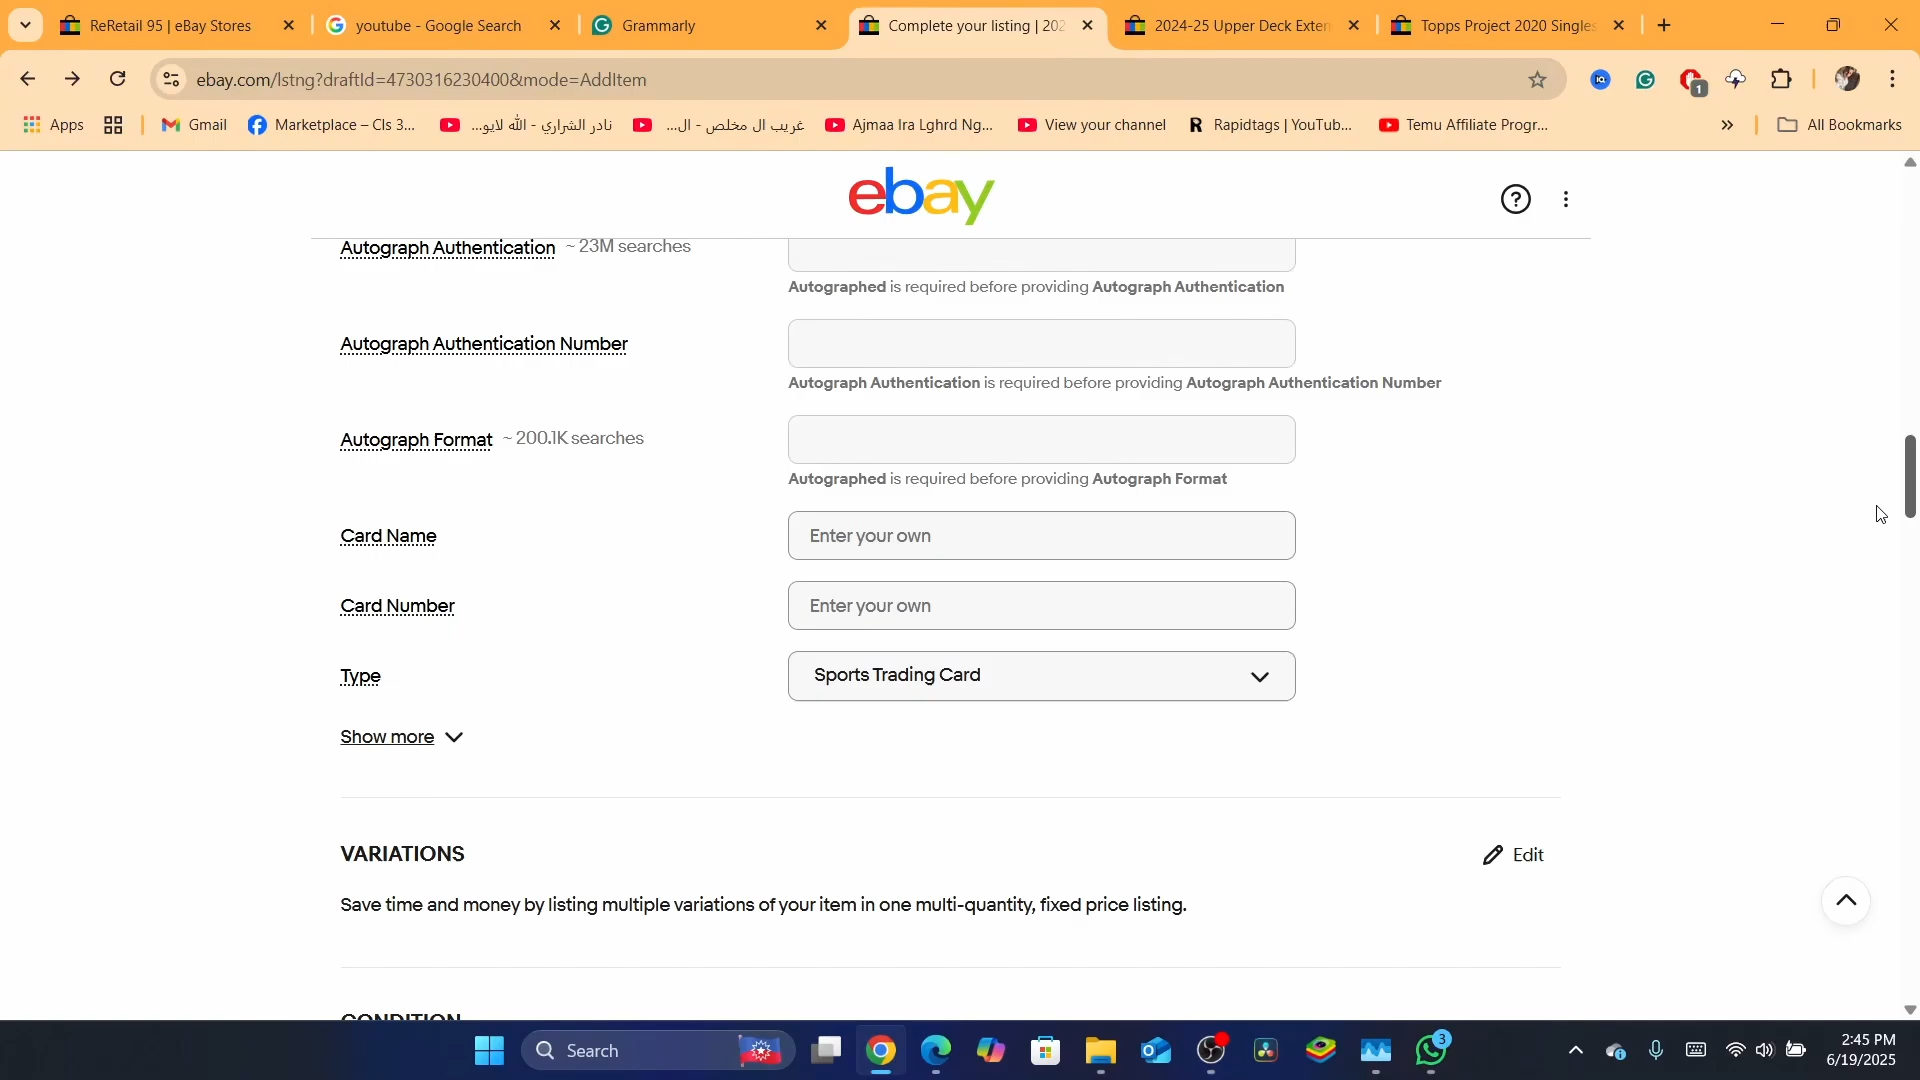 ReRetail 95 | eBay Stores
youtube - Google Search
Grammarly
Complete your listing | 202
2024-25 Upper Deck Exten
Topps Project 2020 Singles
ebay.com/lstng?draftId=4730316230400&mode=AddItem
1
Apps
Gmail
Marketplace – Cls 3...
نادر الشراري - الله لايو...
غريب ال مخلص - ال...
Ajmaa Ira Lghrd Ng...
View your channel
Rapidtags | YouTub...
Temu Affiliate Progr...
All Bookmarks
ebay
Autograph Authentication ~ 23M searches
Autographed is required before providing Autograph Authentication
Autograph Authentication Number
Autograph Authentication is required before providing Autograph Authentication Number
Autograph Format ~ 200.1K searches
Autographed is required before providing Autograph Format
Card Name
Enter your own
Card Number
Enter your own
Type
Sports Trading Card
Show more
VARIATIONS
Edit
Save time and money by listing multiple variations of your item in one multi-quantity, fixed price listing.
CONDITION
Search
3
2:45 PM
6/19/2025